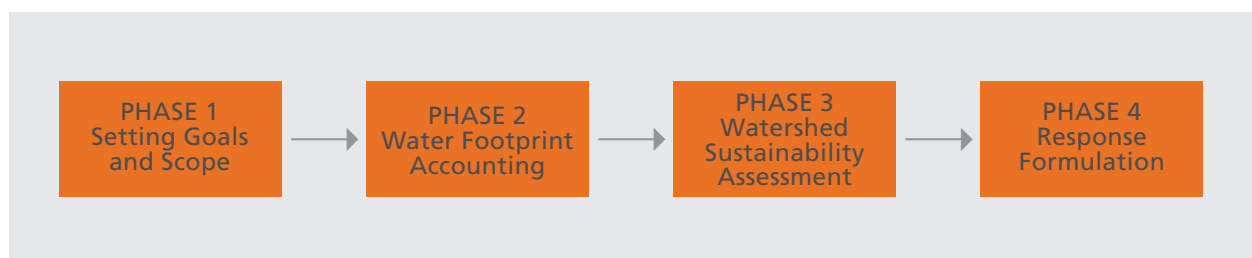 PHASE 1
Setting Goals
and Scope
PHASE 2
Water Footprint
Accounting
PHASE 3
Watershed
Sustainability
Assessment
PHASE 4
Response
Formulation